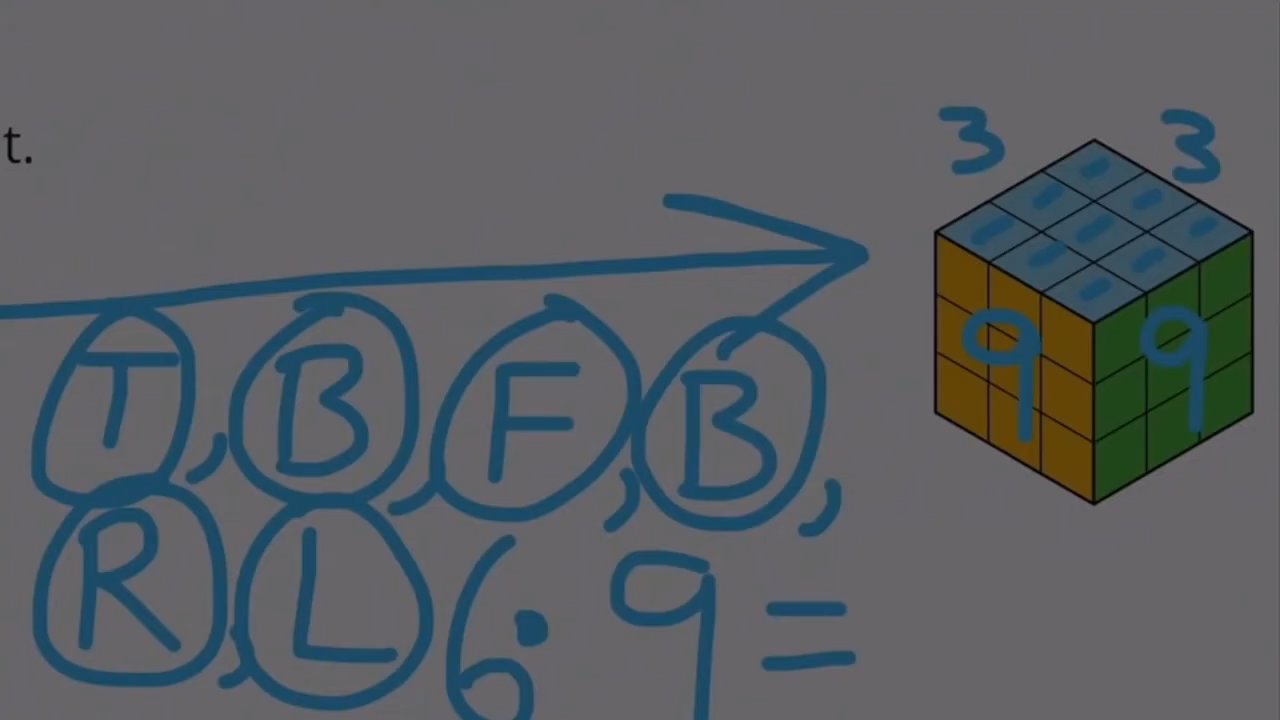 t.
3 3
9 9
T, B, F, B,
R, L 6·9=